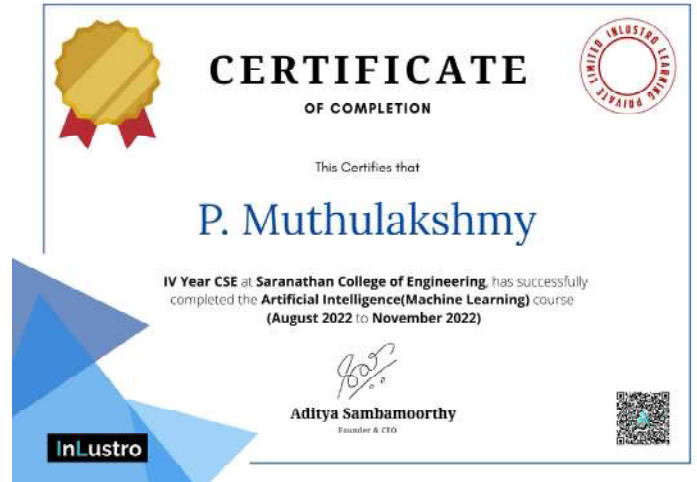 CERTIFICATE
INLUSTRO LEARNING PRIVATE LIMITED
OF COMPLETION
This Certifies that
P. Muthulakshmy
IV Year CSE at Saranathan College of Engineering, has successfully
completed the Artificial Intelligence(Machine Learning) course
(August 2022 to November 2022)
Aditya Sambamoorthy
Founder & CEO
InLustro